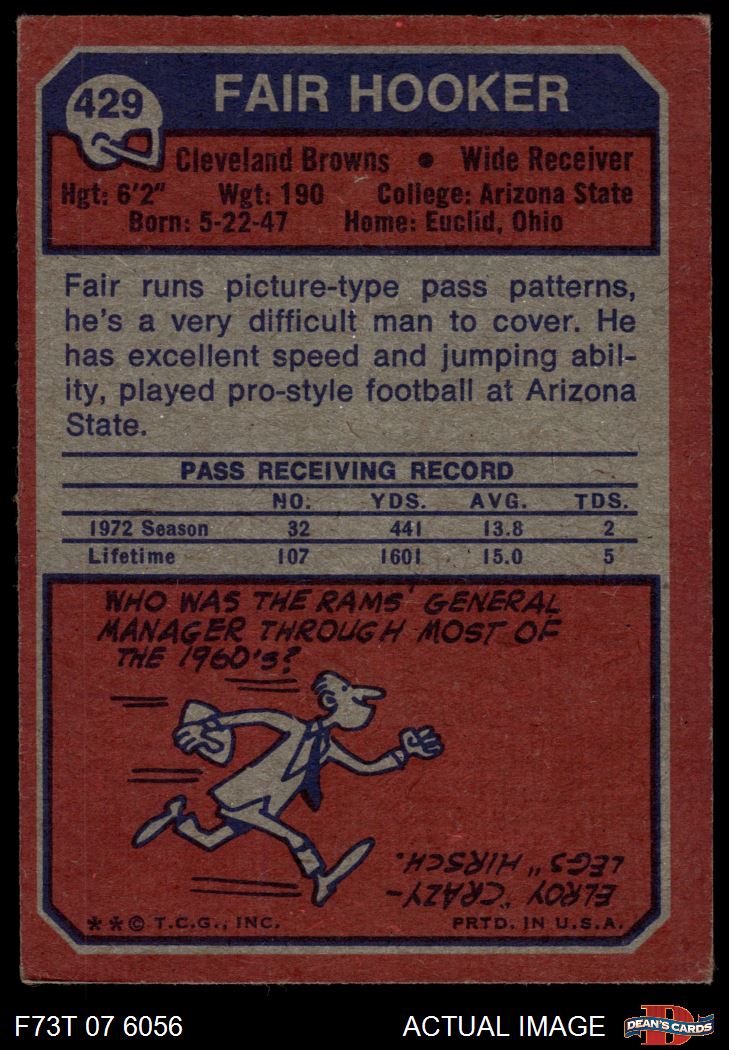 429
FAIR HOOKER
Cleveland Browns • Wide Receiver
Hgt: 6'2" Wgt: 190 College: Arizona State
Born: 5-22-47 Home: Euclid, Ohio
Fair runs picture-type pass patterns,
he's a very difficult man to cover. He
has excellent speed and jumping abil-
ity, played pro-style football at Arizona
State.
PASS RECEIVING RECORD
NO. YDS. AVG. TDS.
1972 Season 32 441 13.8 2
Lifetime 107 1601 15.0 5
WHO WAS THE RAMS' GENERAL
MANAGER THROUGH MOST OF
THE 1960's?
ELROY "CRAZY-
LEGS" HIRSCH.
**© T.C.G., INC. PRTD. IN U.S.A.
F73T 07 6056 ACTUAL IMAGE
DEAN'S CARDS